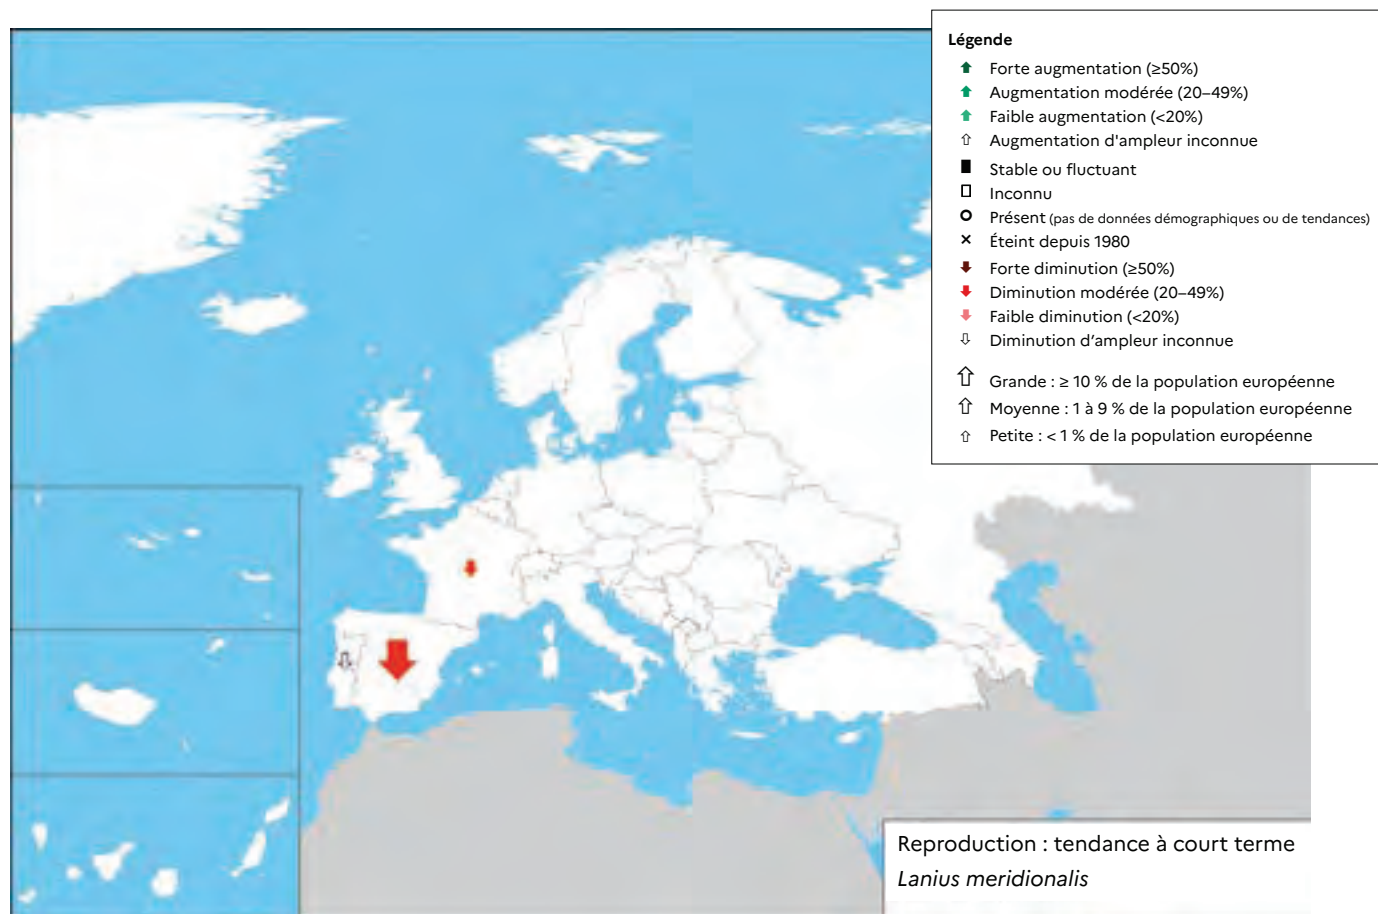 Légende
Forte augmentation (≥50%)
Augmentation modérée (20–49%)
Faible augmentation (<20%)
Augmentation d'ampleur inconnue
Stable ou fluctuant
Inconnu
Présent (pas de données démographiques ou de tendances)
Éteint depuis 1980
Forte diminution (≥50%)
Diminution modérée (20–49%)
Faible diminution (<20%)
Diminution d’ampleur inconnue
Grande : ≥ 10 % de la population européenne
Moyenne : 1 à 9 % de la population européenne
Petite : < 1 % de la population européenne
Reproduction : tendance à court terme
Lanius meridionalis